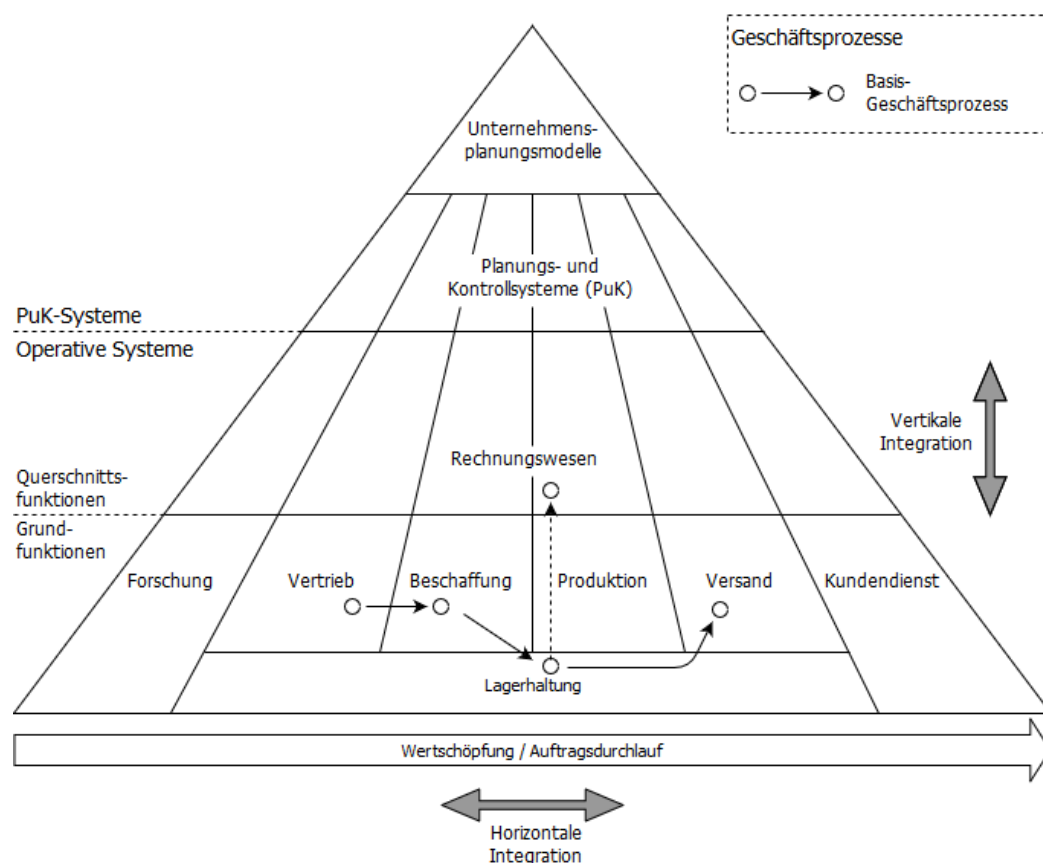 Geschäftsprozesse
Basis-
Geschäftsprozess
Unternehmens-
planungsmodelle
Planungs- und
Kontrollsysteme (PuK)
PuK-Systeme
Operative Systeme
Vertikale
Integration
Rechnungswesen
Querschnitts-
funktionen
Grund-
funktionen
Forschung
Vertrieb
Beschaffung
Produktion
Versand
Kundendienst
Lagerhaltung
Wertschöpfung / Auftragsdurchlauf
Horizontale
Integration